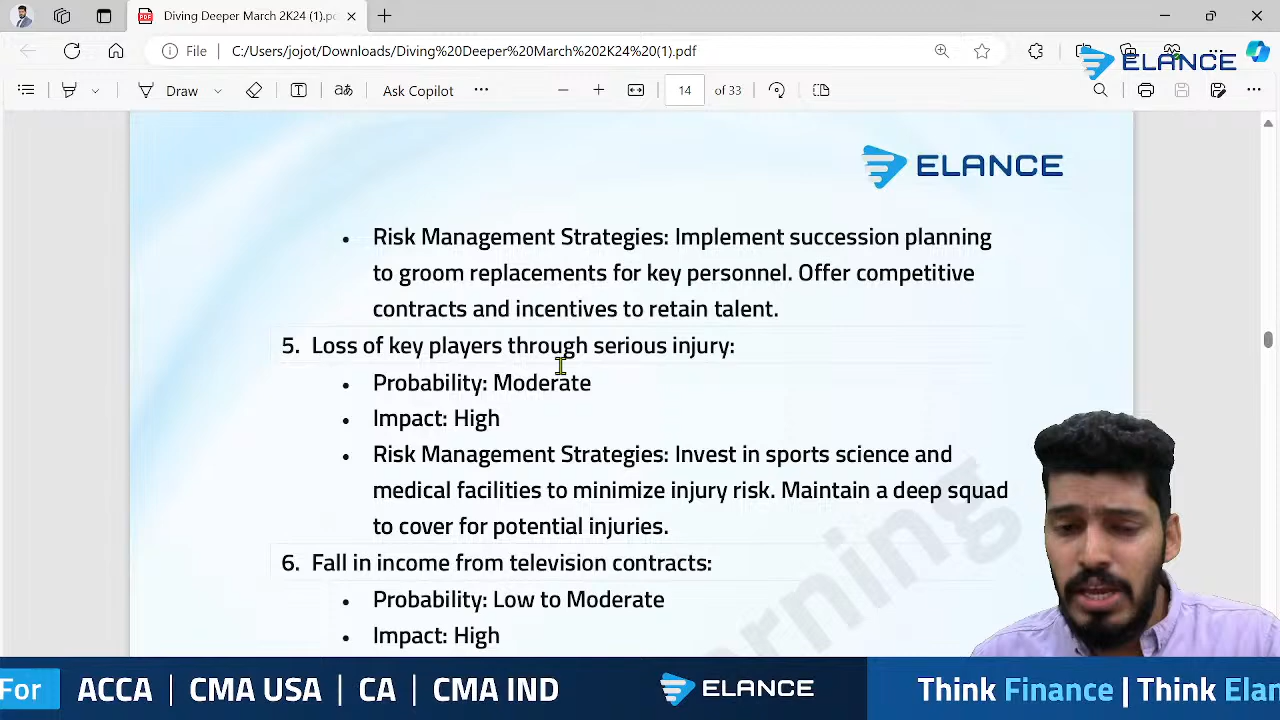 Diving Deeper March 2K24 (1).pd
File
C:/Users/jojot/Downloads/Diving%20Deeper%20March%202K24%20(1).pdf
ELANCE
Draw
Ask Copilot
14
of 33
ELANCE
• Risk Management Strategies: Implement succession planning
to groom replacements for key personnel. Offer competitive
contracts and incentives to retain talent.
5. Loss of key players through serious injury:
• Probability: Moderate
• Impact: High
• Risk Management Strategies: Invest in sports science and
medical facilities to minimize injury risk. Maintain a deep squad
to cover for potential injuries.
6. Fall in income from television contracts:
• Probability: Low to Moderate
• Impact: High
For
ACCA | CMA USA | CA | CMA IND
ELANCE
Think Finance | Think Elan